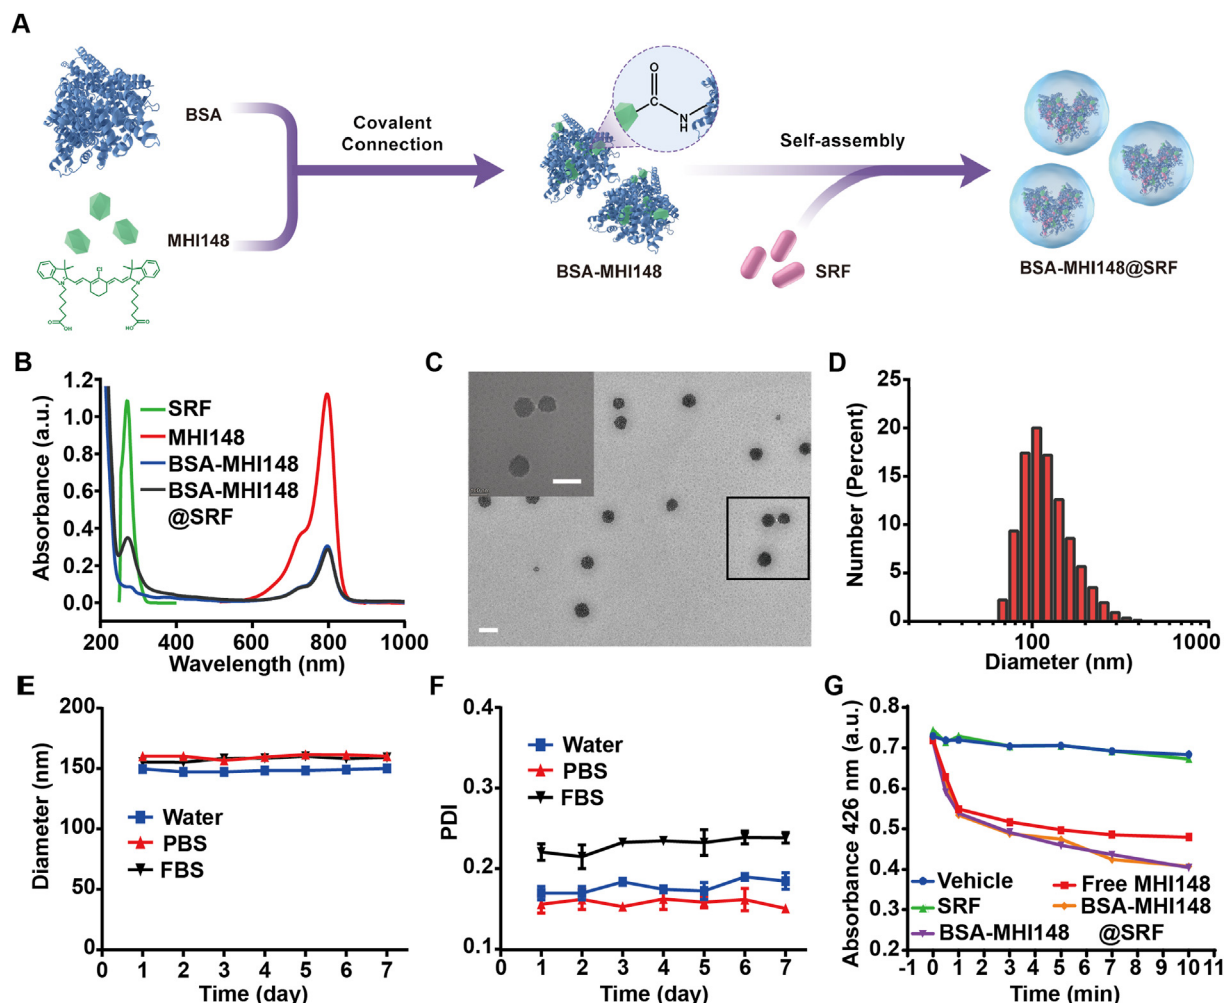 A
BSA
MHI148
Cl
N+
N
O
OH
HO
O
Covalent
Connection
O
C
N
H
BSA-MHI148
Self-assembly
SRF
BSA-MHI148@SRF
B
Absorbance (a.u.)
1.2
1.0
0.8
0.6
0.4
0.2
0.0
SRF
MHI148
BSA-MHI148
BSA-MHI148
@SRF
200 400 600 800 1000
Wavelength (nm)
C
D
Number (Percent)
25
20
15
10
5
0
100 1000
Diameter (nm)
E
Diameter (nm)
200
150
100
50
0
Water
PBS
FBS
0 1 2 3 4 5 6 7
Time (day)
F
PDI
0.4
0.3
0.2
0.1
Water
PBS
FBS
0 1 2 3 4 5 6 7
Time (day)
G
Absorbance 426 nm (a.u.)
0.8
0.7
0.6
0.5
0.4
0.3
0.2
Vehicle
SRF
BSA-MHI148
Free MHI148
BSA-MHI148
@SRF
-1 0 1 2 3 4 5 6 7 8 9 10 11
Time (min)